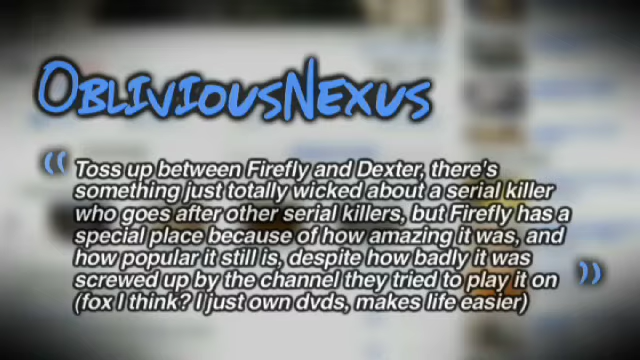 OBLIVIOUSNEXUS
“ Toss up between Firefly and Dexter, there's
something just totally wicked about a serial killer
who goes after other serial killers, but Firefly has a
special place because of how amazing it was, and
how popular it still is, despite how badly it was
screwed up by the channel they tried to play it on ”
(fox I think? I just own dvds, makes life easier)